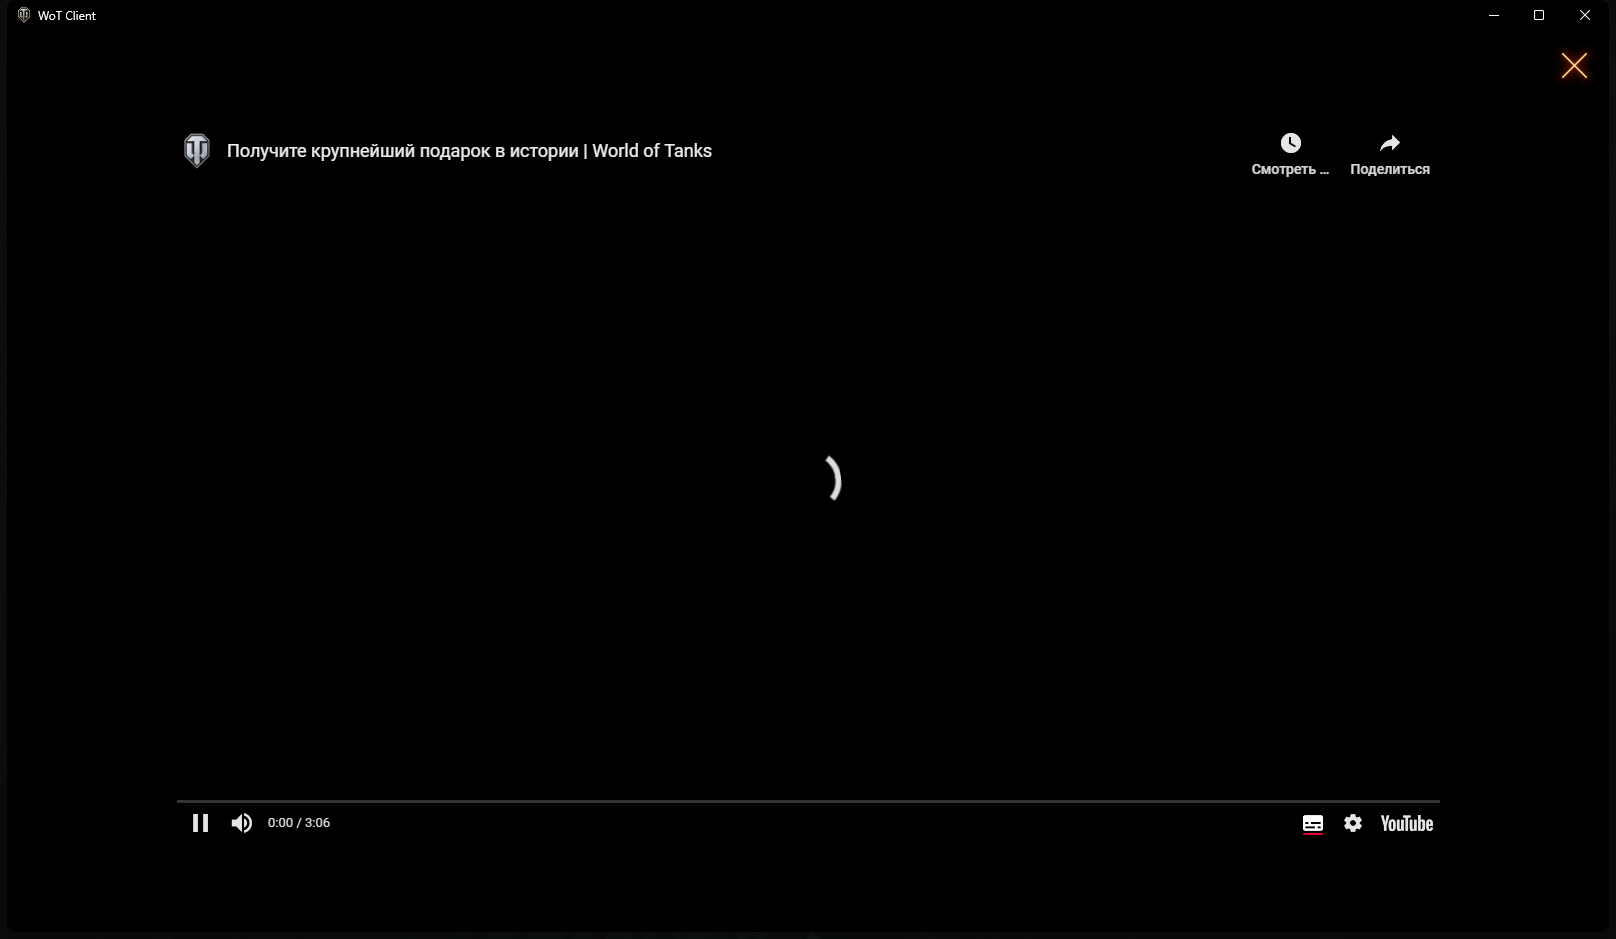 WoT Client
Получите крупнейший подарок в истории | World of Tanks
Смотреть ...
Поделиться
0:00 / 3:06
YouTube